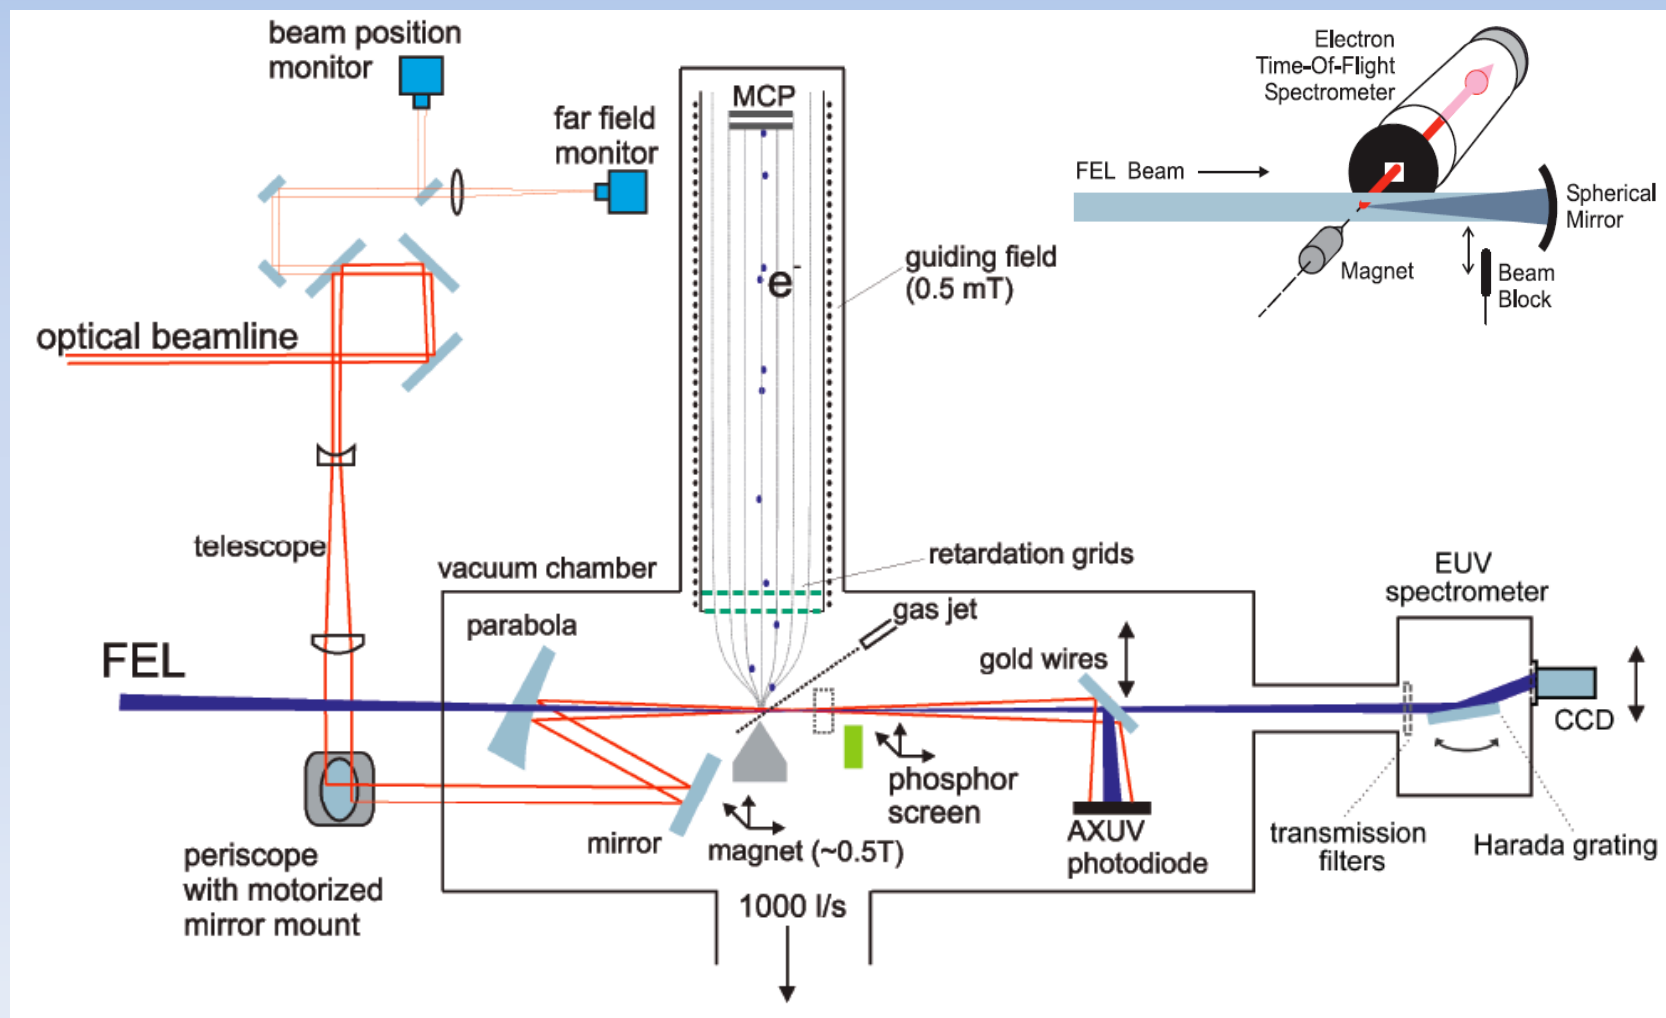 beam position
monitor
far field
monitor
MCP
e-
guiding field
(0.5 mT)
optical beamline
telescope
vacuum chamber
retardation grids
gas jet
parabola
FEL
gold wires
EUV
spectrometer
CCD
phosphor
screen
mirror
magnet (~0.5T)
AXUV
photodiode
transmission
filters
Harada grating
periscope
with motorized
mirror mount
1000 l/s
Electron
Time-Of-Flight
Spectrometer
FEL Beam
Spherical
Mirror
Magnet
Beam
Block